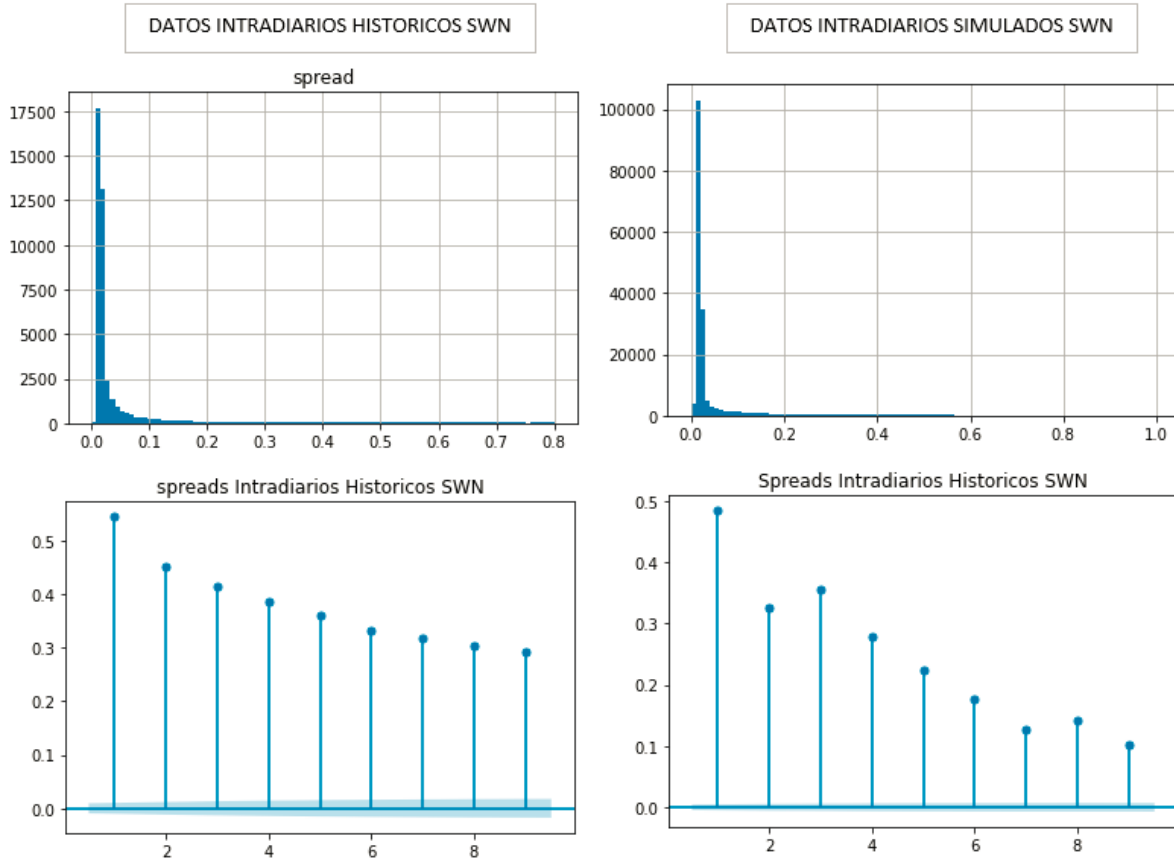 DATOS INTRADIARIOS HISTORICOS SWN
DATOS INTRADIARIOS SIMULADOS SWN
spread
17500
15000
12500
10000
7500
5000
2500
0
0.0 0.1 0.2 0.3 0.4 0.5 0.6 0.7 0.8
100000
80000
60000
40000
20000
0
0.0 0.2 0.4 0.6 0.8 1.0
spreads Intradiarios Historicos SWN
0.5
0.4
0.3
0.2
0.1
0.0
2 4 6 8
Spreads Intradiarios Historicos SWN
0.5
0.4
0.3
0.2
0.1
0.0
2 4 6 8